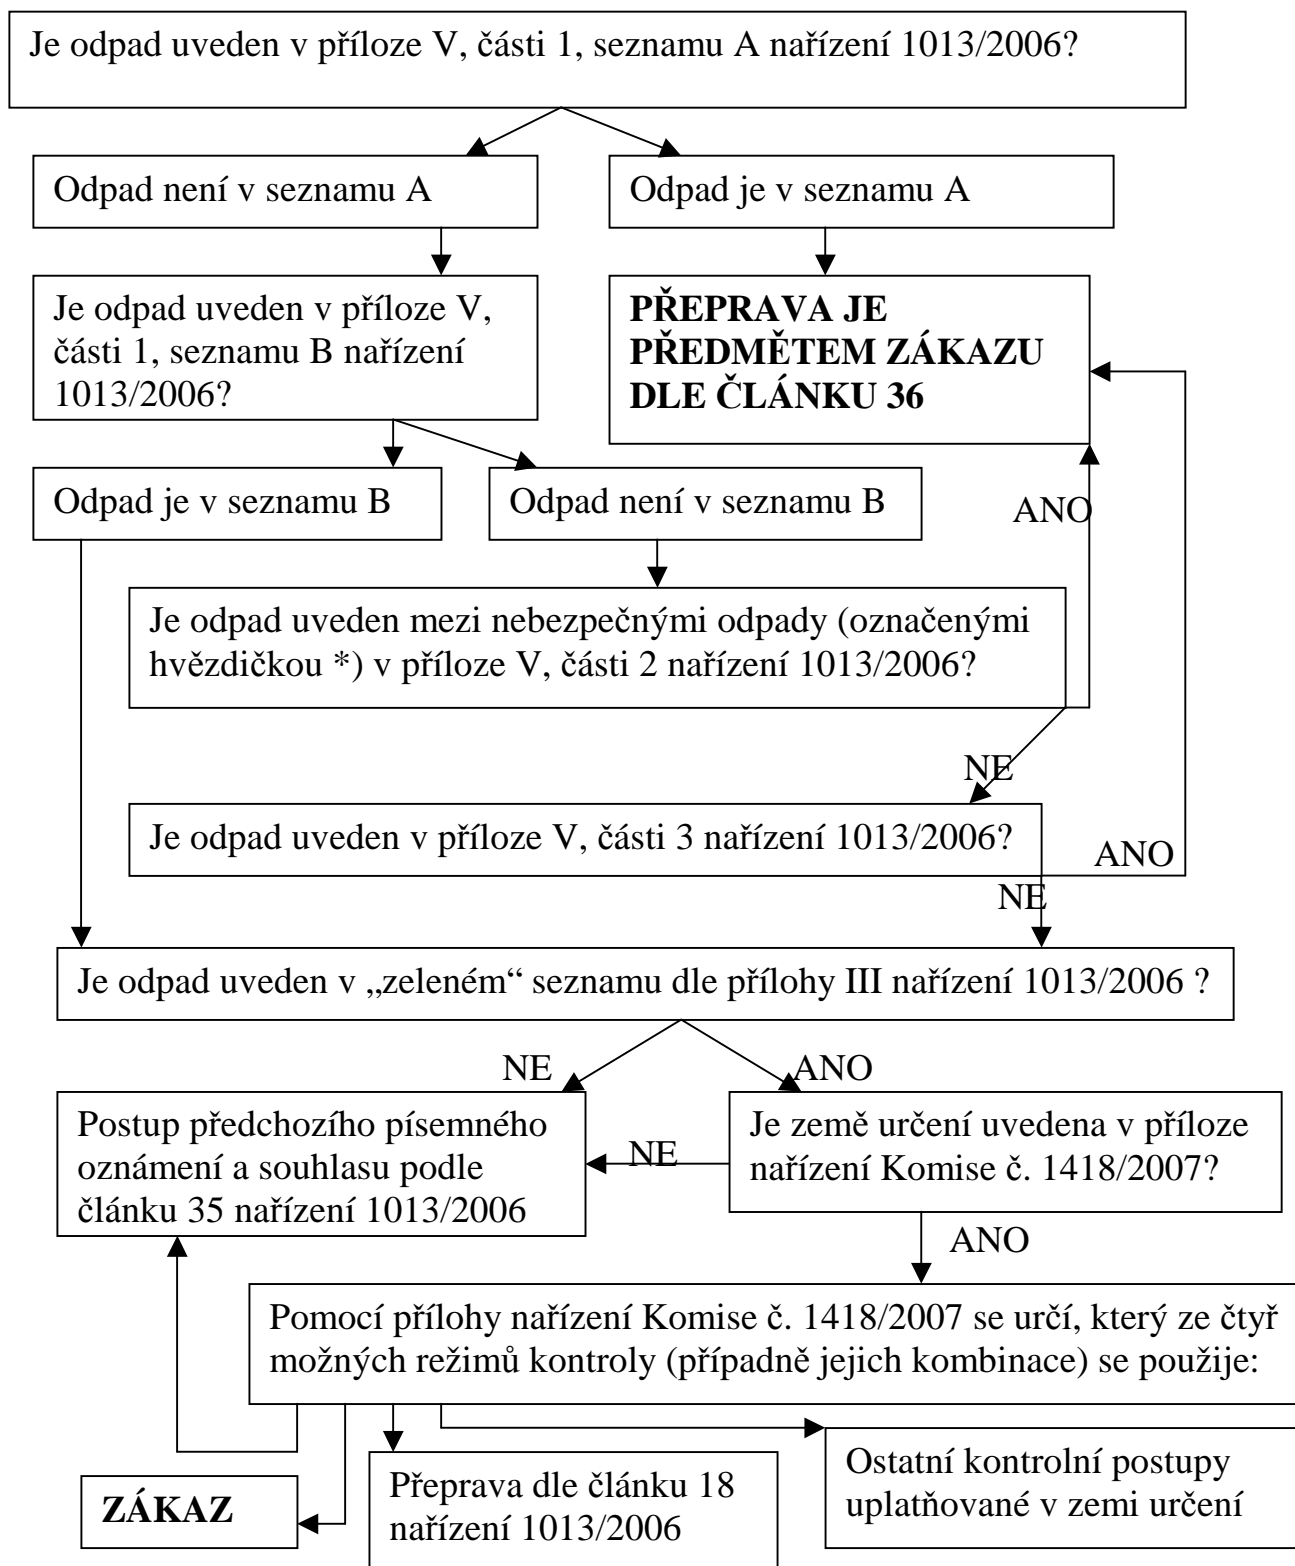 Je odpad uveden v příloze V, části 1, seznamu A nařízení 1013/2006?
Odpad není v seznamu A
Odpad je v seznamu A
Je odpad uveden v příloze V,
části 1, seznamu B nařízení
1013/2006?
PŘEPRAVA JE
PŘEDMĚTEM ZÁKAZU
DLE ČLÁNKU 36
Odpad je v seznamu B
Odpad není v seznamu B
ANO
Je odpad uveden mezi nebezpečnými odpady (označenými
hvězdičkou *) v příloze V, části 2 nařízení 1013/2006?
NE
Je odpad uveden v příloze V, části 3 nařízení 1013/2006?
ANO
NE
Je odpad uveden v „zeleném“ seznamu dle přílohy III nařízení 1013/2006 ?
NE
ANO
Postup předchozího písemného
oznámení a souhlasu podle
článku 35 nařízení 1013/2006
NE
Je země určení uvedena v příloze
nařízení Komise č. 1418/2007?
ANO
Pomocí přílohy nařízení Komise č. 1418/2007 se určí, který ze čtyř
možných režimů kontroly (případně jejich kombinace) se použije:
ZÁKAZ
Přeprava dle článku 18
nařízení 1013/2006
Ostatní kontrolní postupy
uplatňované v zemi určení